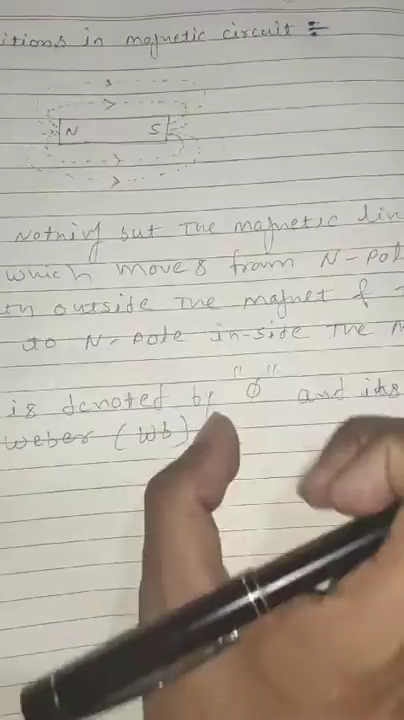 itions in magnetic circuit :-
N S
Nothing but The magnetic lin
which moves from N-Pol
outside The magnet &
to N-Pole in-side The M
is denoted by "φ" and its
weber (Wb)